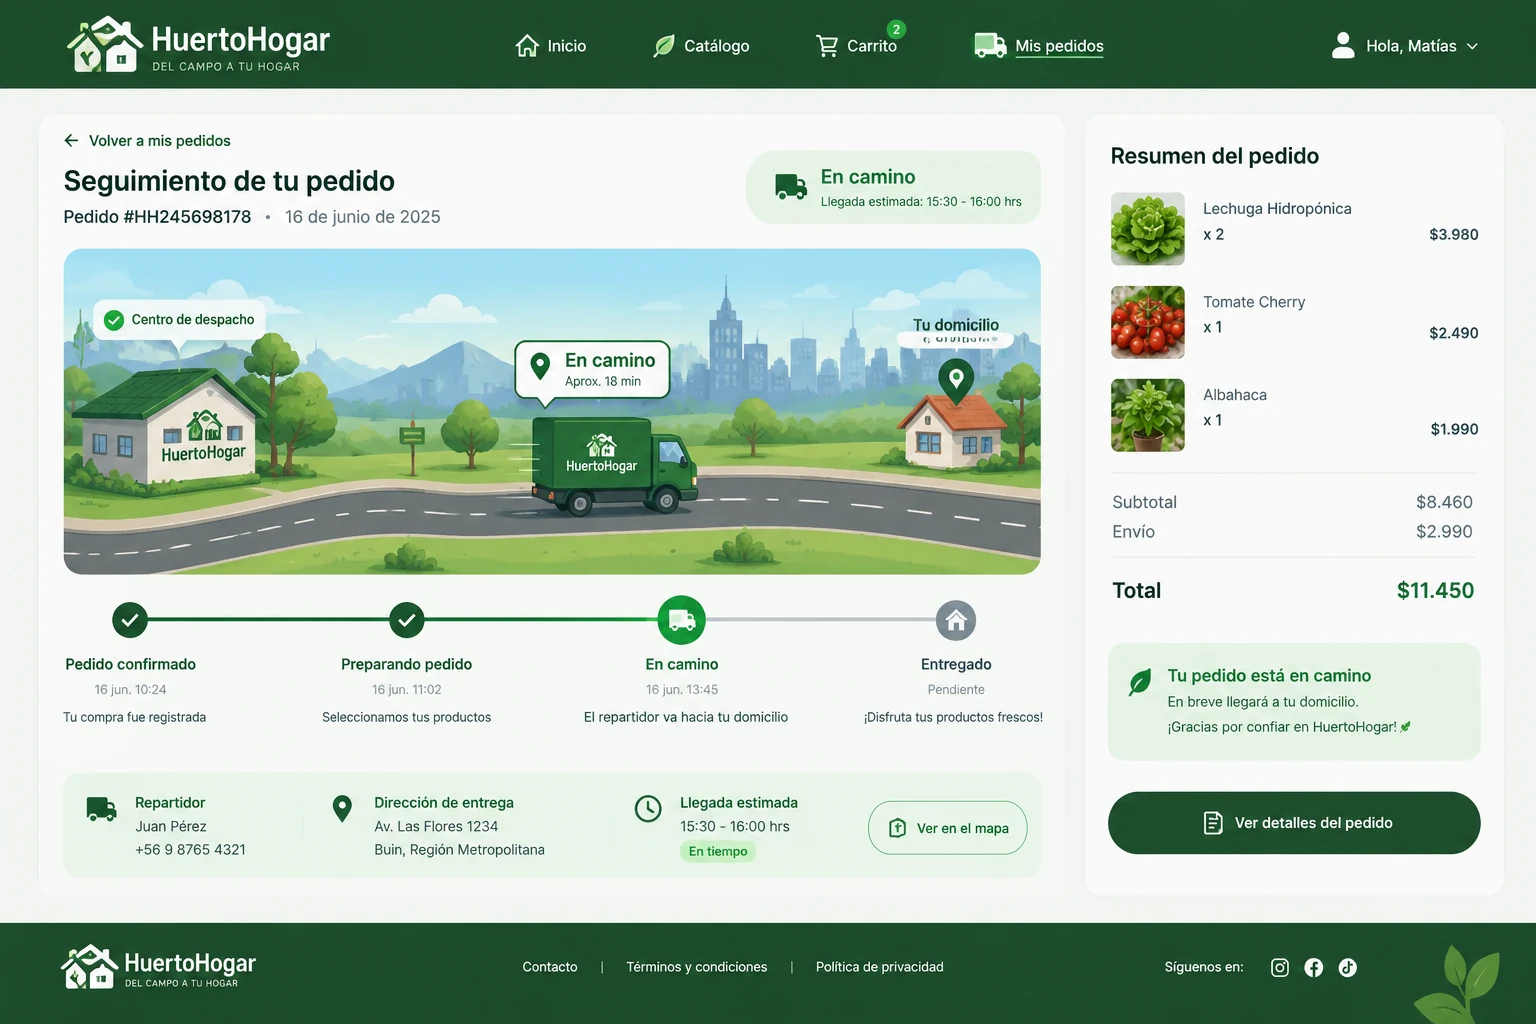 HuertoHogar
DEL CAMPO A TU HOGAR
Inicio
Catálogo
2
Carrito
Mis pedidos
Hola, Matías
Volver a mis pedidos
Seguimiento de tu pedido
Pedido #HH245698178 • 16 de junio de 2025
En camino
Llegada estimada: 15:30 - 16:00 hrs
Centro de despacho
HuertoHogar
En camino
Aprox. 18 min
HuertoHogar
Tu domicilio
Pedido confirmado
16 jun. 10:24
Tu compra fue registrada
Preparando pedido
16 jun. 11:02
Seleccionamos tus productos
En camino
16 jun. 13:45
El repartidor va hacia tu domicilio
Entregado
Pendiente
¡Disfruta tus productos frescos!
Repartidor
Juan Pérez
+56 9 8765 4321
Dirección de entrega
Av. Las Flores 1234
Buin, Región Metropolitana
Llegada estimada
15:30 - 16:00 hrs
En tiempo
Ver en el mapa
Resumen del pedido
Lechuga Hidropónica
x 2
$3.980
Tomate Cherry
x 1
$2.490
Albahaca
x 1
$1.990
Subtotal $8.460
Envío $2.990
Total $11.450
Tu pedido está en camino
En breve llegará a tu domicilio.
¡Gracias por confiar en HuertoHogar!
Ver detalles del pedido
HuertoHogar
DEL CAMPO A TU HOGAR
Contacto | Términos y condiciones | Política de privacidad
Síguenos en: